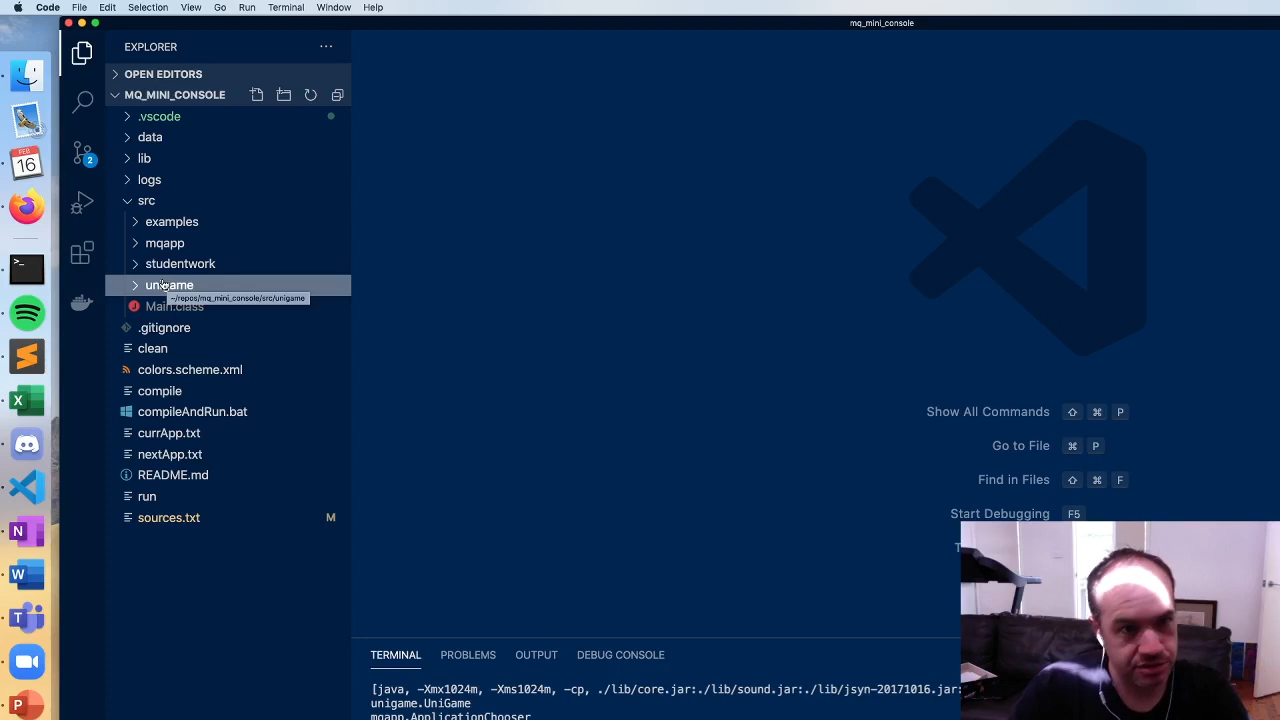 Code File Edit Selection View Go Run Terminal Window Help
mq_mini_console
EXPLORER
OPEN EDITORS
MQ_MINI_CONSOLE
.vscode
data
lib
logs
src
examples
mqapp
studentwork
unigame
~/repos/mq_mini_console/src/unigame
Main.class
.gitignore
clean
colors.scheme.xml
compile
compileAndRun.bat
currApp.txt
nextApp.txt
README.md
run
sources.txt M
FEB
16
2
Show All Commands ⇧ ⌘ P
Go to File ⌘ P
Find in Files ⇧ ⌘ F
Start Debugging F5
TERMINAL PROBLEMS OUTPUT DEBUG CONSOLE
[java, -Xmx1024m, -Xms1024m, -cp, ./lib/core.jar:./lib/sound.jar:./lib/jsyn-20171016.jar:
unigame.UniGame
mqapp.ApplicationChooser